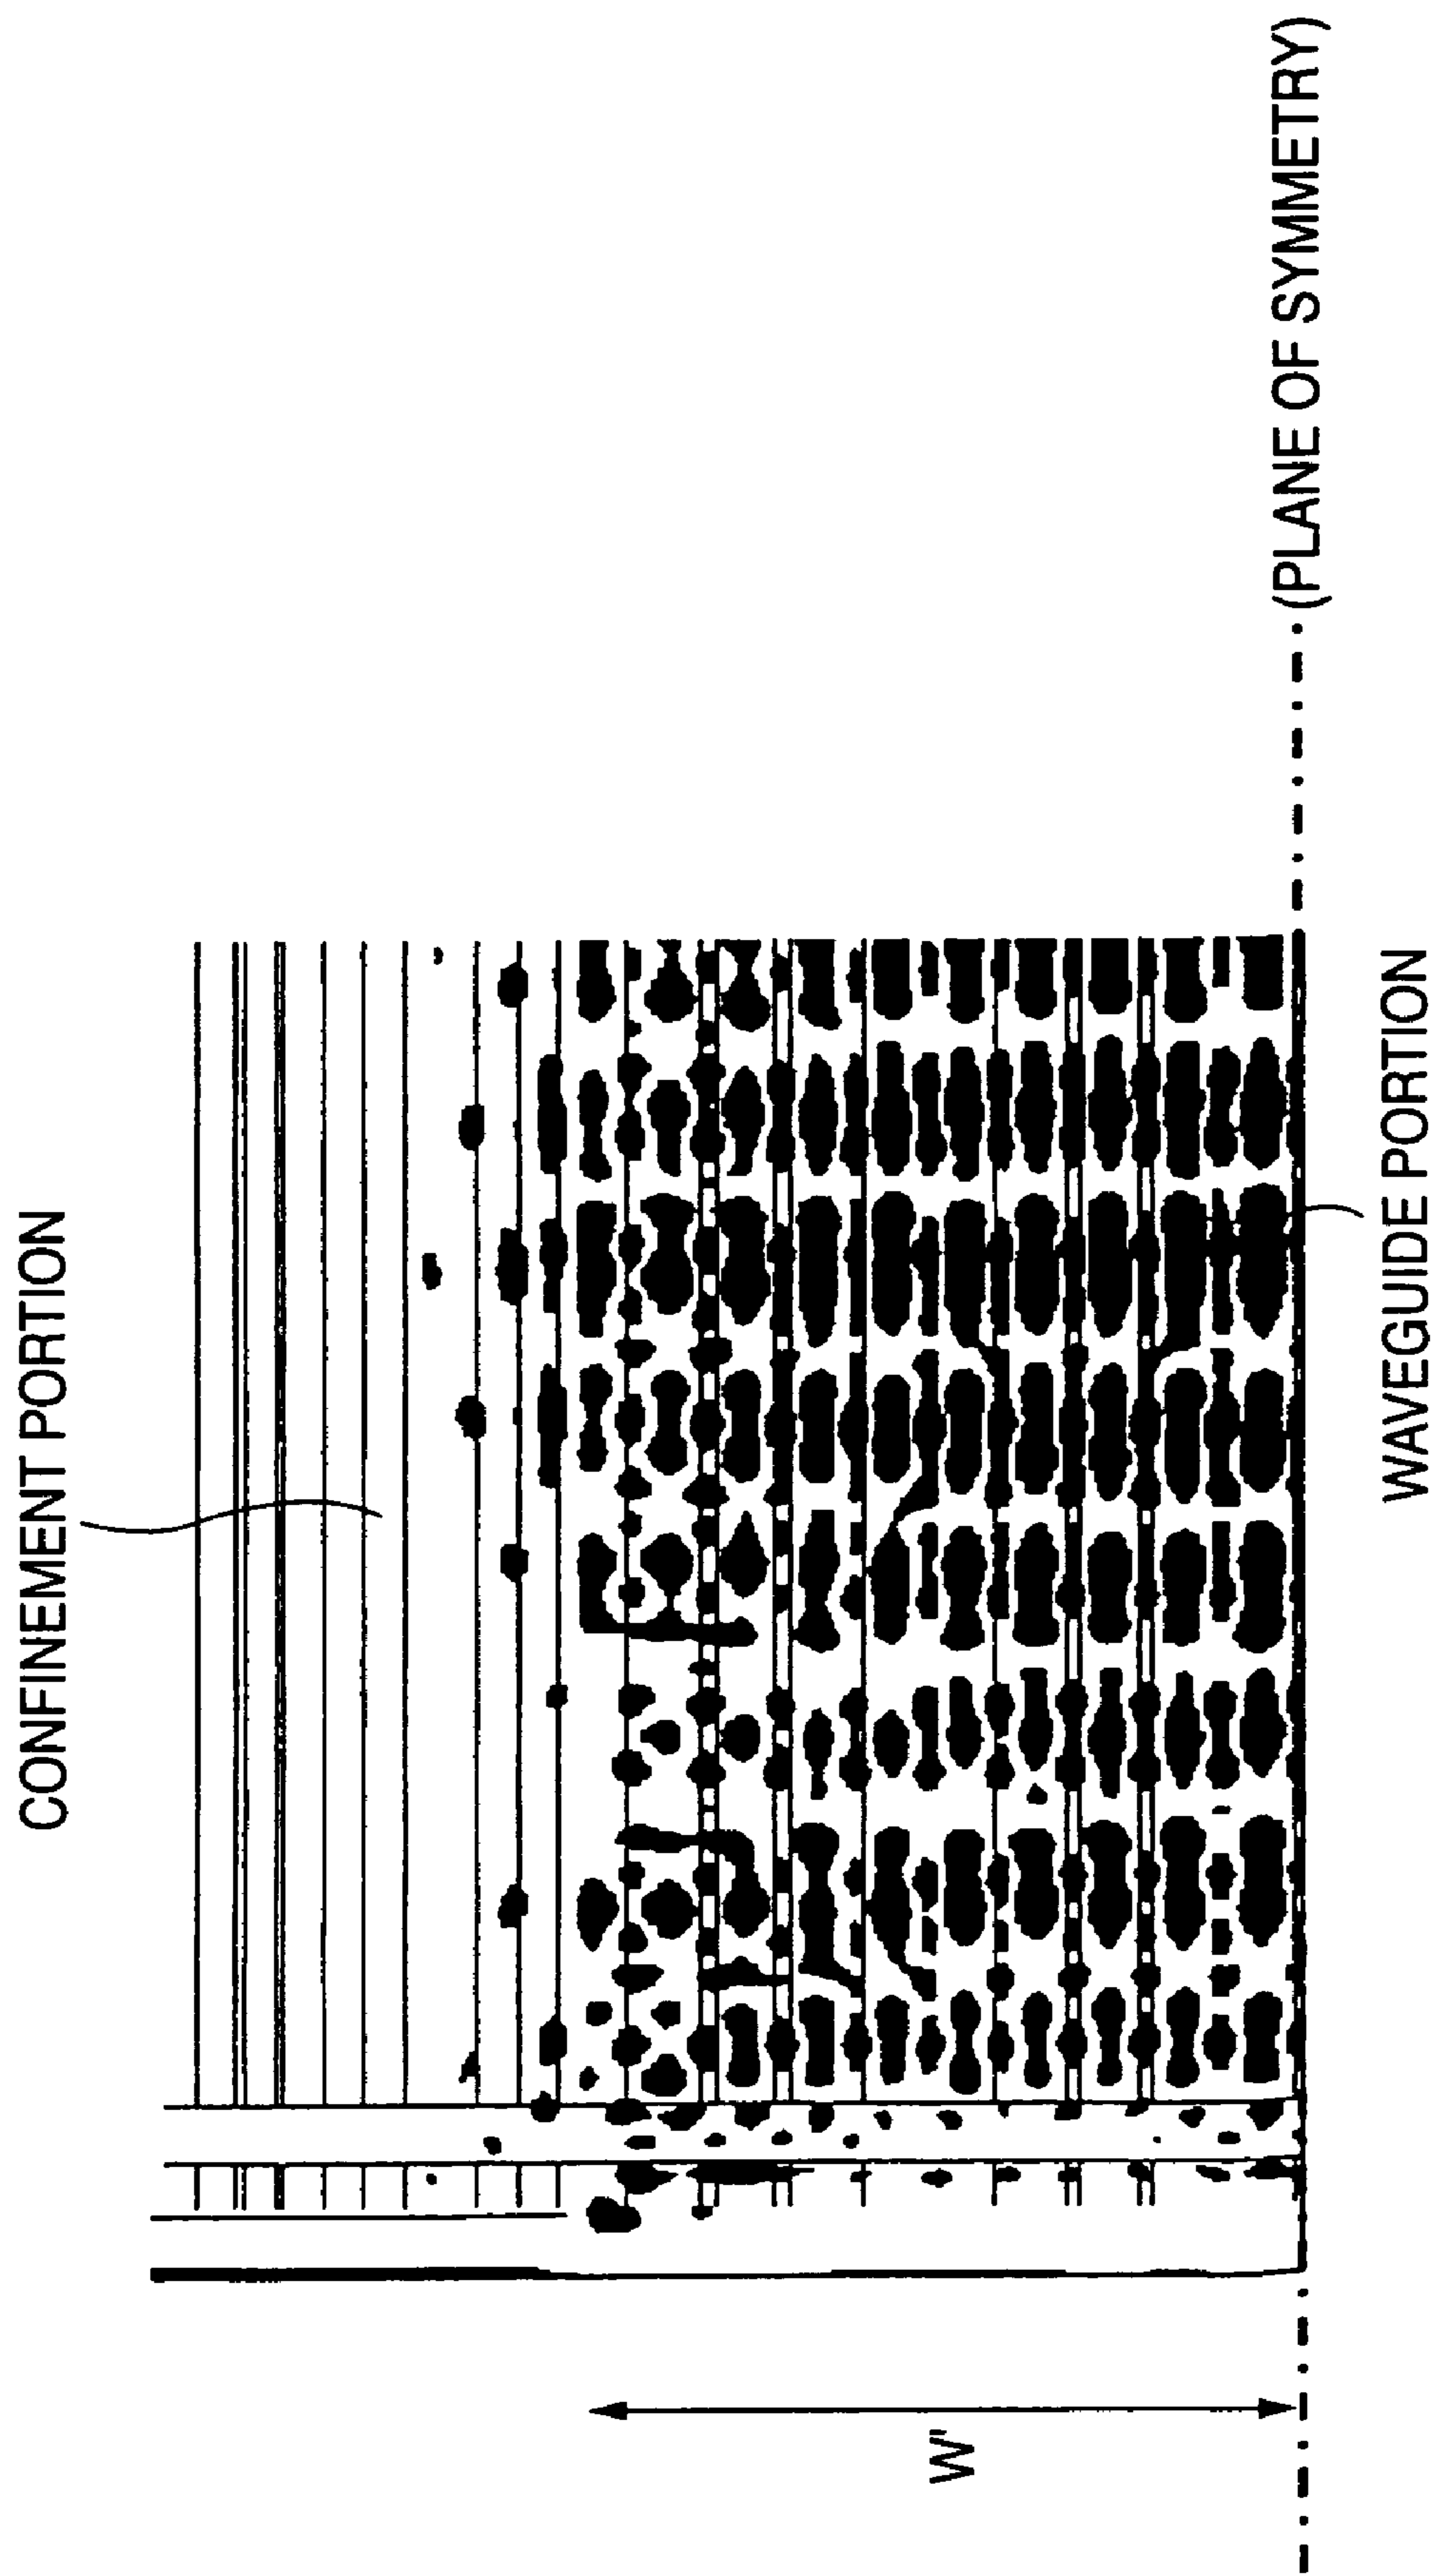 CONFINEMENT PORTION
(PLANE OF SYMMETRY)
WAVEGUIDE PORTION
W'